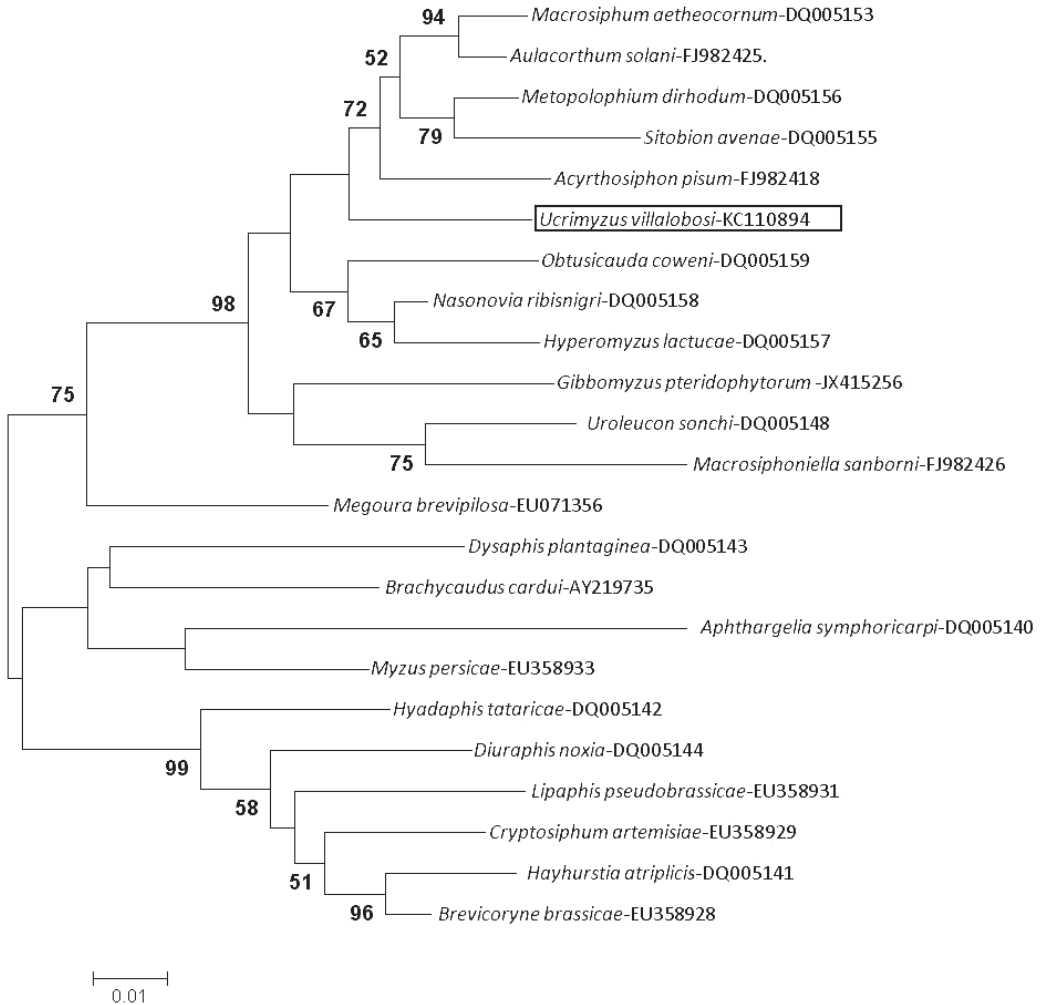 94
Macrosiphum aetheocornum-DQ005153
52
Aulacorthum solani-FJ982425.
72
Metopolophium dirhodum-DQ005156
79
Sitobion avenae-DQ005155
Acyrthosiphon pisum-FJ982418
Ucrimyzus villalobosi-KC110894
Obtusicauda coweni-DQ005159
98
67
Nasonovia ribisnigri-DQ005158
65
Hyperomyzus lactucae-DQ005157
75
Gibbomyzus pteridophytorum -JX415256
Uroleucon sonchi-DQ005148
75
Macrosiphoniella sanborni-FJ982426
Megoura brevipilosa-EU071356
Dysaphis plantaginea-DQ005143
Brachycaudus cardui-AY219735
Aphthargelia symphoricarpi-DQ005140
Myzus persicae-EU358933
Hyadaphis tataricae-DQ005142
99
Diuraphis noxia-DQ005144
58
Lipaphis pseudobrassicae-EU358931
Cryptosiphum artemisiae-EU358929
51
Hayhurstia atriplicis-DQ005141
96
Brevicoryne brassicae-EU358928
0.01